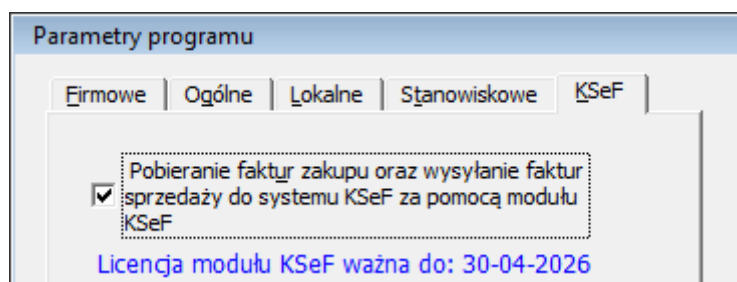 Parametry programu
Firmowe Ogólne Lokalne Stanowiskowe KSeF
Pobieranie faktur zakupu oraz wysyłanie faktur
sprzedaży do systemu KSeF za pomocą modułu
KSeF
Licencja modułu KSeF ważna do: 30-04-2026